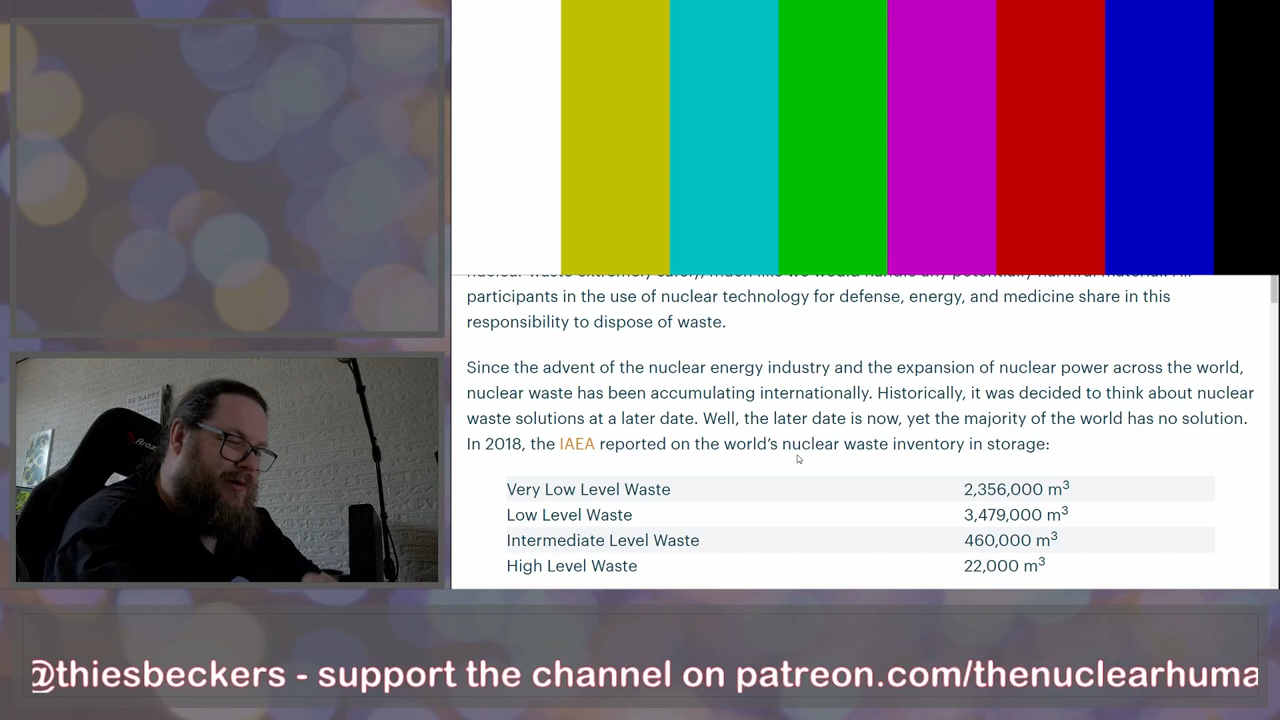 participants in the use of nuclear technology for defense, energy, and medicine share in this
responsibility to dispose of waste.
Since the advent of the nuclear energy industry and the expansion of nuclear power across the world,
nuclear waste has been accumulating internationally. Historically, it was decided to think about nuclear
waste solutions at a later date. Well, the later date is now, yet the majority of the world has no solution.
In 2018, the IAEA reported on the world's nuclear waste inventory in storage:
Very Low Level Waste 2,356,000 m³
Low Level Waste 3,479,000 m³
Intermediate Level Waste 460,000 m³
High Level Waste 22,000 m³
BE HAPPY
@thiesbeckers - support the channel on patreon.com/thenuclearhuma